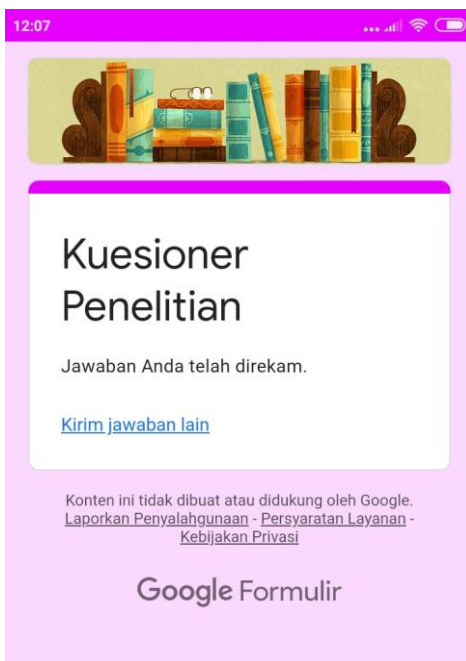 12:07
Kuesioner
Penelitian
Jawaban Anda telah direkam.
Kirim jawaban lain
Konten ini tidak dibuat atau didukung oleh Google.
Laporkan Penyalahgunaan - Persyaratan Layanan -
Kebijakan Privasi
Google Formulir